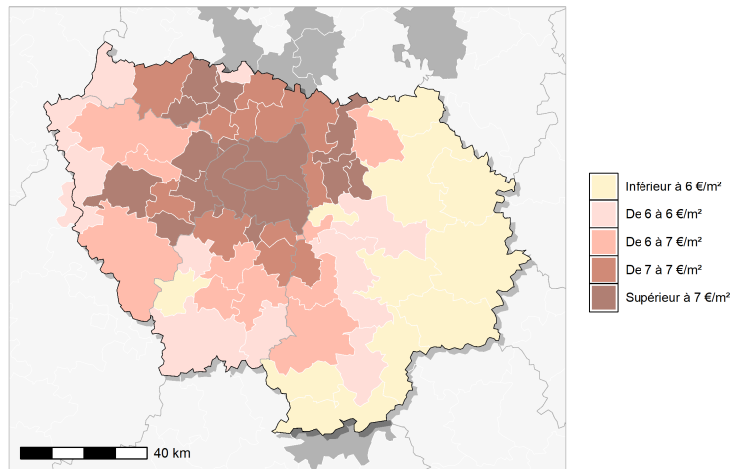 Inférieur à 6 €/m²
De 6 à 6 €/m²
De 6 à 7 €/m²
De 7 à 7 €/m²
Supérieur à 7 €/m²
40 km